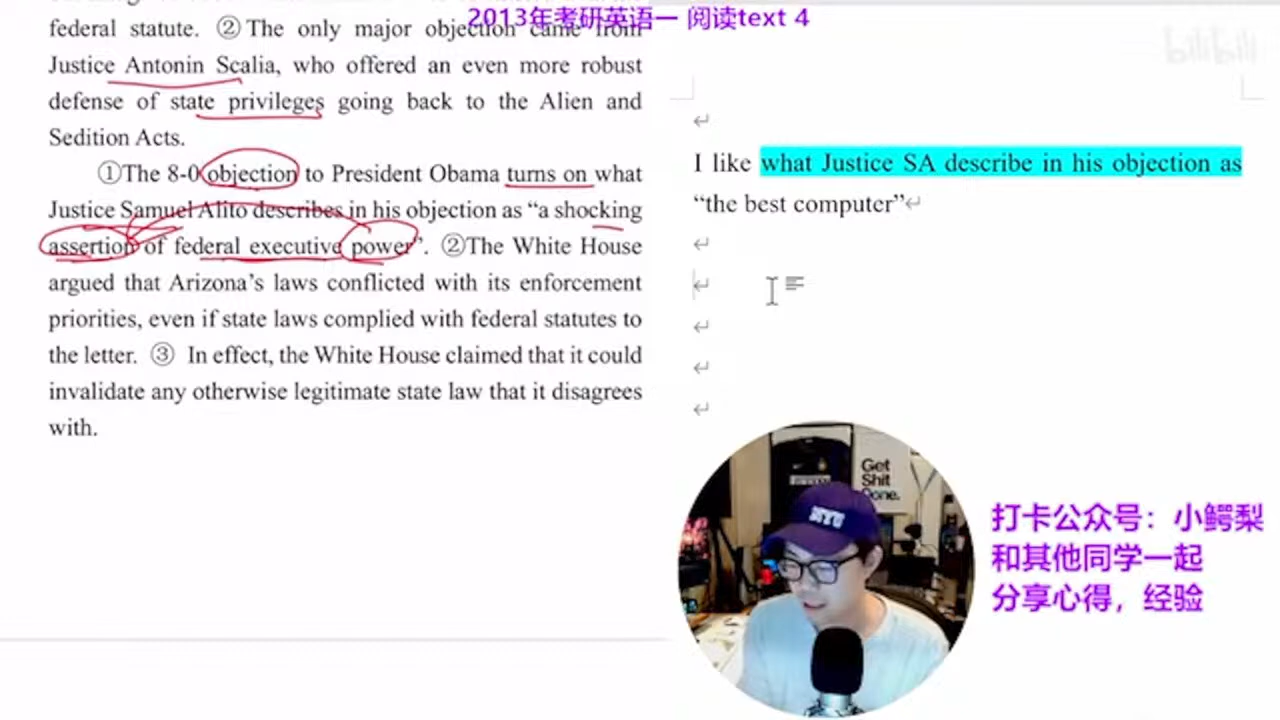 2013年考研英语一 阅读text 4
federal statute. ② The only major objection came from
Justice Antonin Scalia, who offered an even more robust
defense of state privileges going back to the Alien and
Sedition Acts.
①The 8-0 objection to President Obama turns on what
Justice Samuel Alito describes in his objection as “a shocking
assertion of federal executive power”. ②The White House
argued that Arizona’s laws conflicted with its enforcement
priorities, even if state laws complied with federal statutes to
the letter. ③ In effect, the White House claimed that it could
invalidate any otherwise legitimate state law that it disagrees
with.
bilibili
I like what Justice SA describe in his objection as
“the best computer”
Get
Shit
Done.
NYU
打卡公众号：小鳄梨
和其他同学一起
分享心得，经验